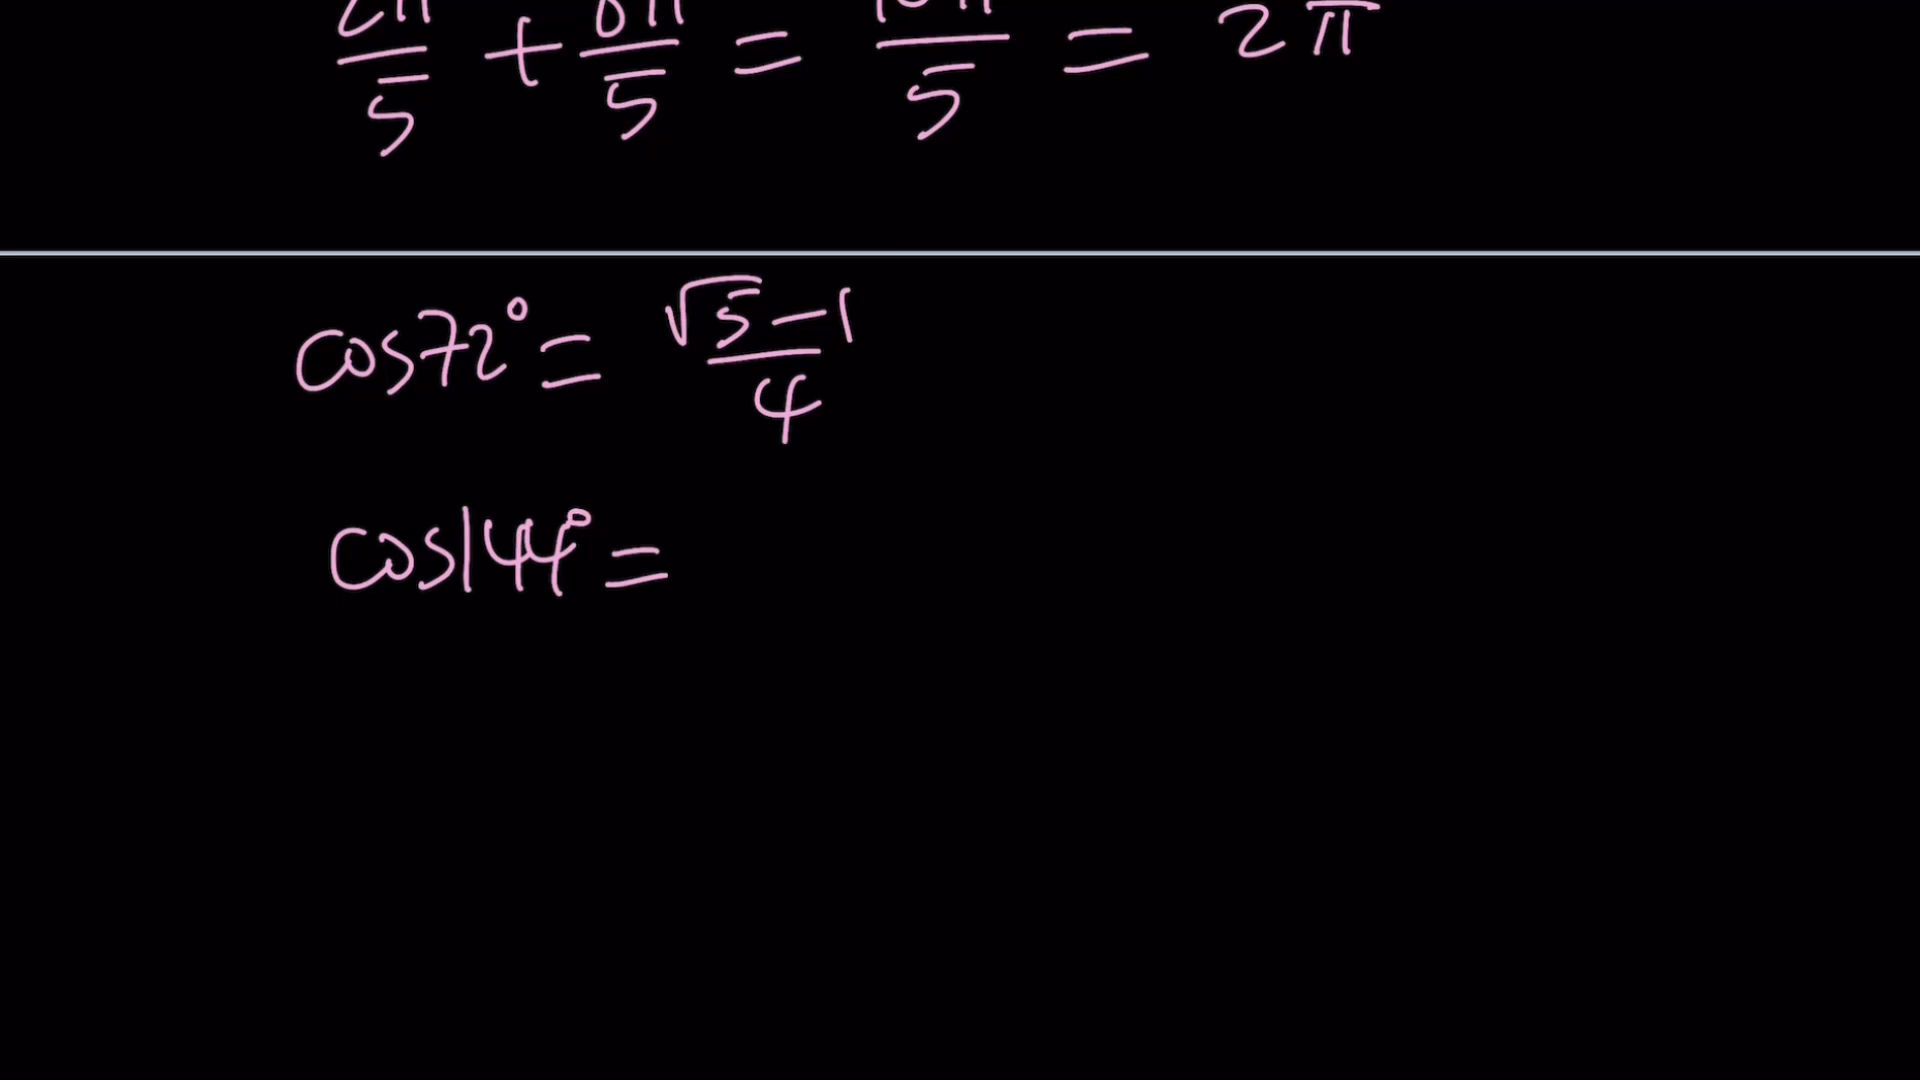 2π/5 + 8π/5 = 10π/5 = 2π
cos72° = (√5 − 1)/4
cos144° =